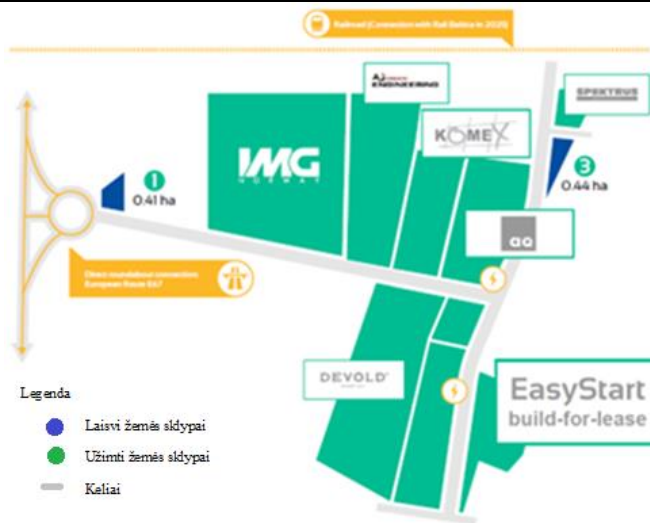 Railroad (Connection with Rail Baltica in 2026)
ENGINEERING
SPEKTRUS
KOMEX
IMG
NORWAY
1
0.41 ha
3
0.44 ha
aq
Direct roundabout connection:
European Route E67
DEVOLD
EasyStart
build-for-lease
Legenda
Laisvi žemės sklypai
Užimti žemės sklypai
Keliai